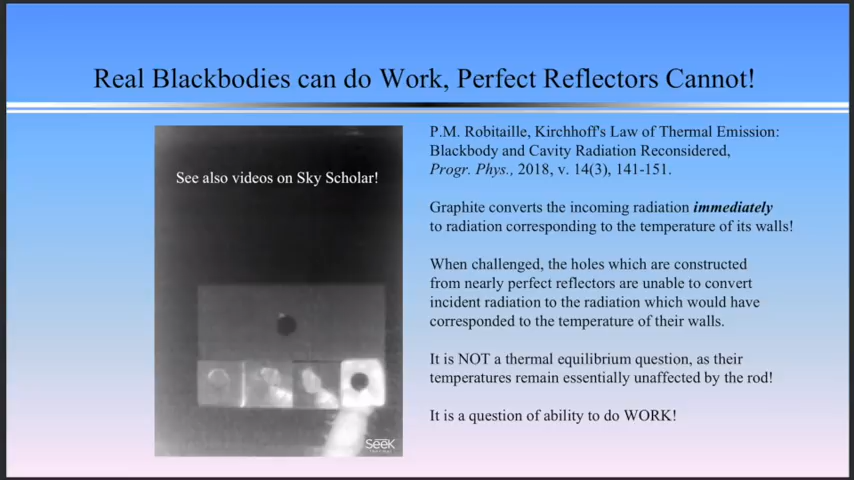 Real Blackbodies can do Work, Perfect Reflectors Cannot!
See also videos on Sky Scholar!
P.M. Robitaille, Kirchhoff's Law of Thermal Emission:
Blackbody and Cavity Radiation Reconsidered,
Progr. Phys., 2018, v. 14(3), 141-151.
Graphite converts the incoming radiation immediately
to radiation corresponding to the temperature of its walls!
When challenged, the holes which are constructed
from nearly perfect reflectors are unable to convert
incident radiation to the radiation which would have
corresponded to the temperature of their walls.
It is NOT a thermal equilibrium question, as their
temperatures remain essentially unaffected by the rod!
It is a question of ability to do WORK!
Seek